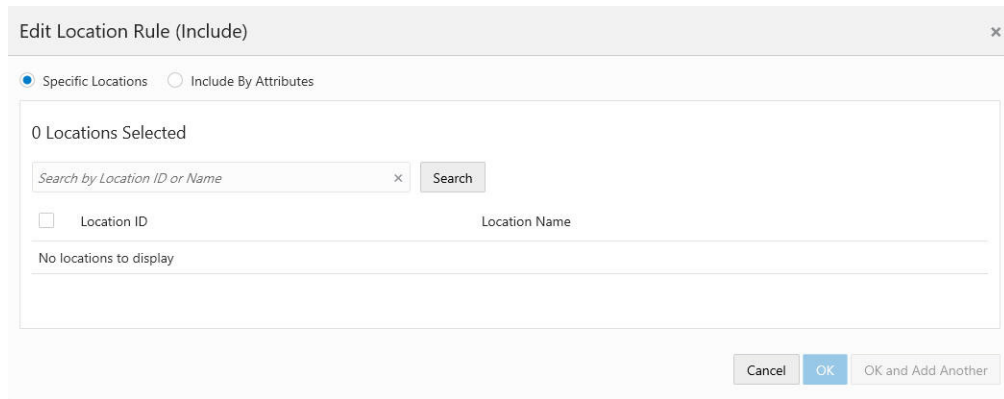 Edit Location Rule (Include) ×
Specific Locations Include By Attributes
0 Locations Selected
Search by Location ID or Name × Search
Location ID Location Name
No locations to display
Cancel OK OK and Add Another